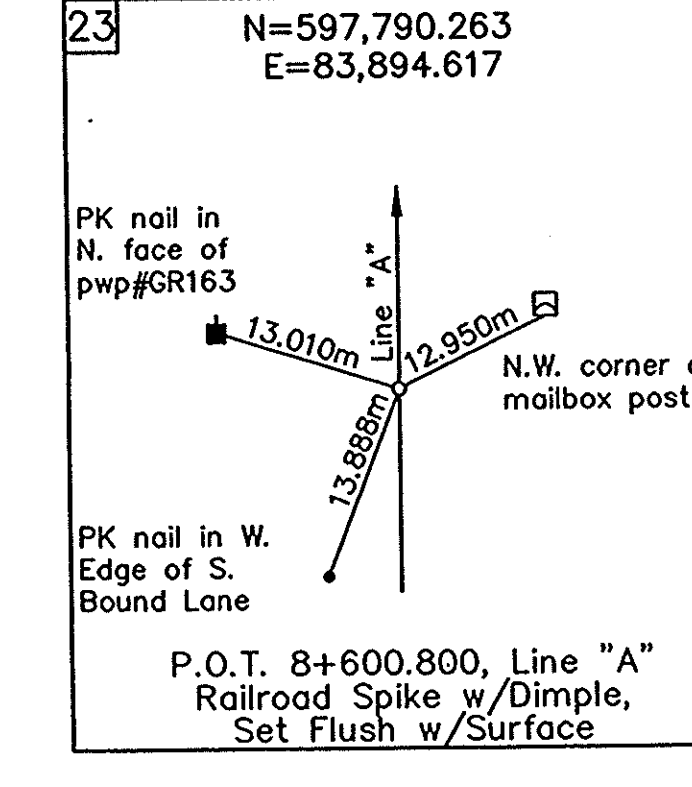 23
N=597,790.263
E=83,894.617
PK nail in
N. face of
pwp#GR163
Line "A"
13.010m
12.950m
N.W. corner
mailbox post
13.888m
PK nail in W.
Edge of S.
Bound Lane
P.O.T. 8+600.800, Line "A"
Railroad Spike w/Dimple,
Set Flush w/Surface